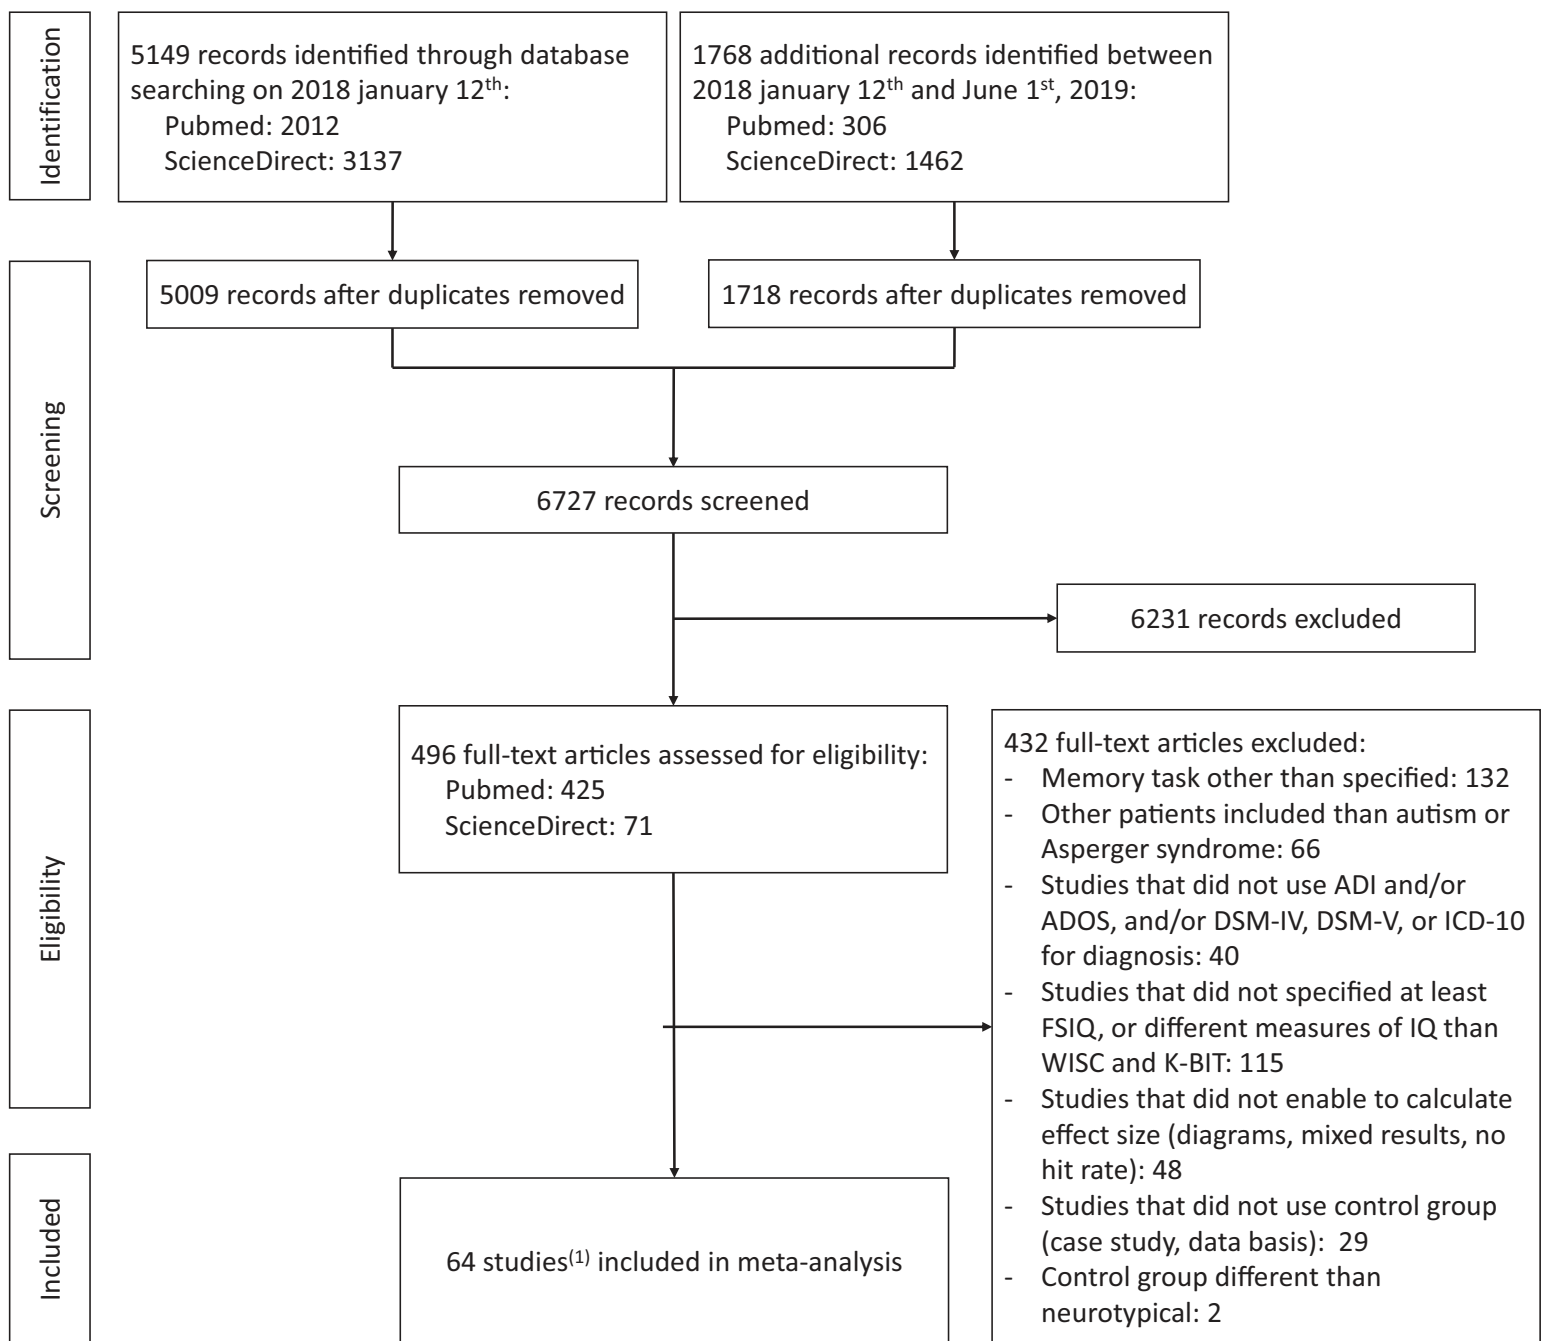 Identification
5149 records identified through database
searching on 2018 january 12th:
Pubmed: 2012
ScienceDirect: 3137
1768 additional records identified between
2018 january 12th and June 1st, 2019:
Pubmed: 306
ScienceDirect: 1462
Screening
5009 records after duplicates removed
1718 records after duplicates removed
6727 records screened
6231 records excluded
Eligibility
496 full-text articles assessed for eligibility:
Pubmed: 425
ScienceDirect: 71
432 full-text articles excluded:
- Memory task other than specified: 132
- Other patients included than autism or
Asperger syndrome: 66
- Studies that did not use ADI and/or
ADOS, and/or DSM-IV, DSM-V, or ICD-10
for diagnosis: 40
- Studies that did not specified at least
FSIQ, or different measures of IQ than
WISC and K-BIT: 115
- Studies that did not enable to calculate
effect size (diagrams, mixed results, no
hit rate): 48
- Studies that did not use control group
(case study, data basis): 29
- Control group different than
neurotypical: 2
Included
64 studies(1) included in meta-analysis